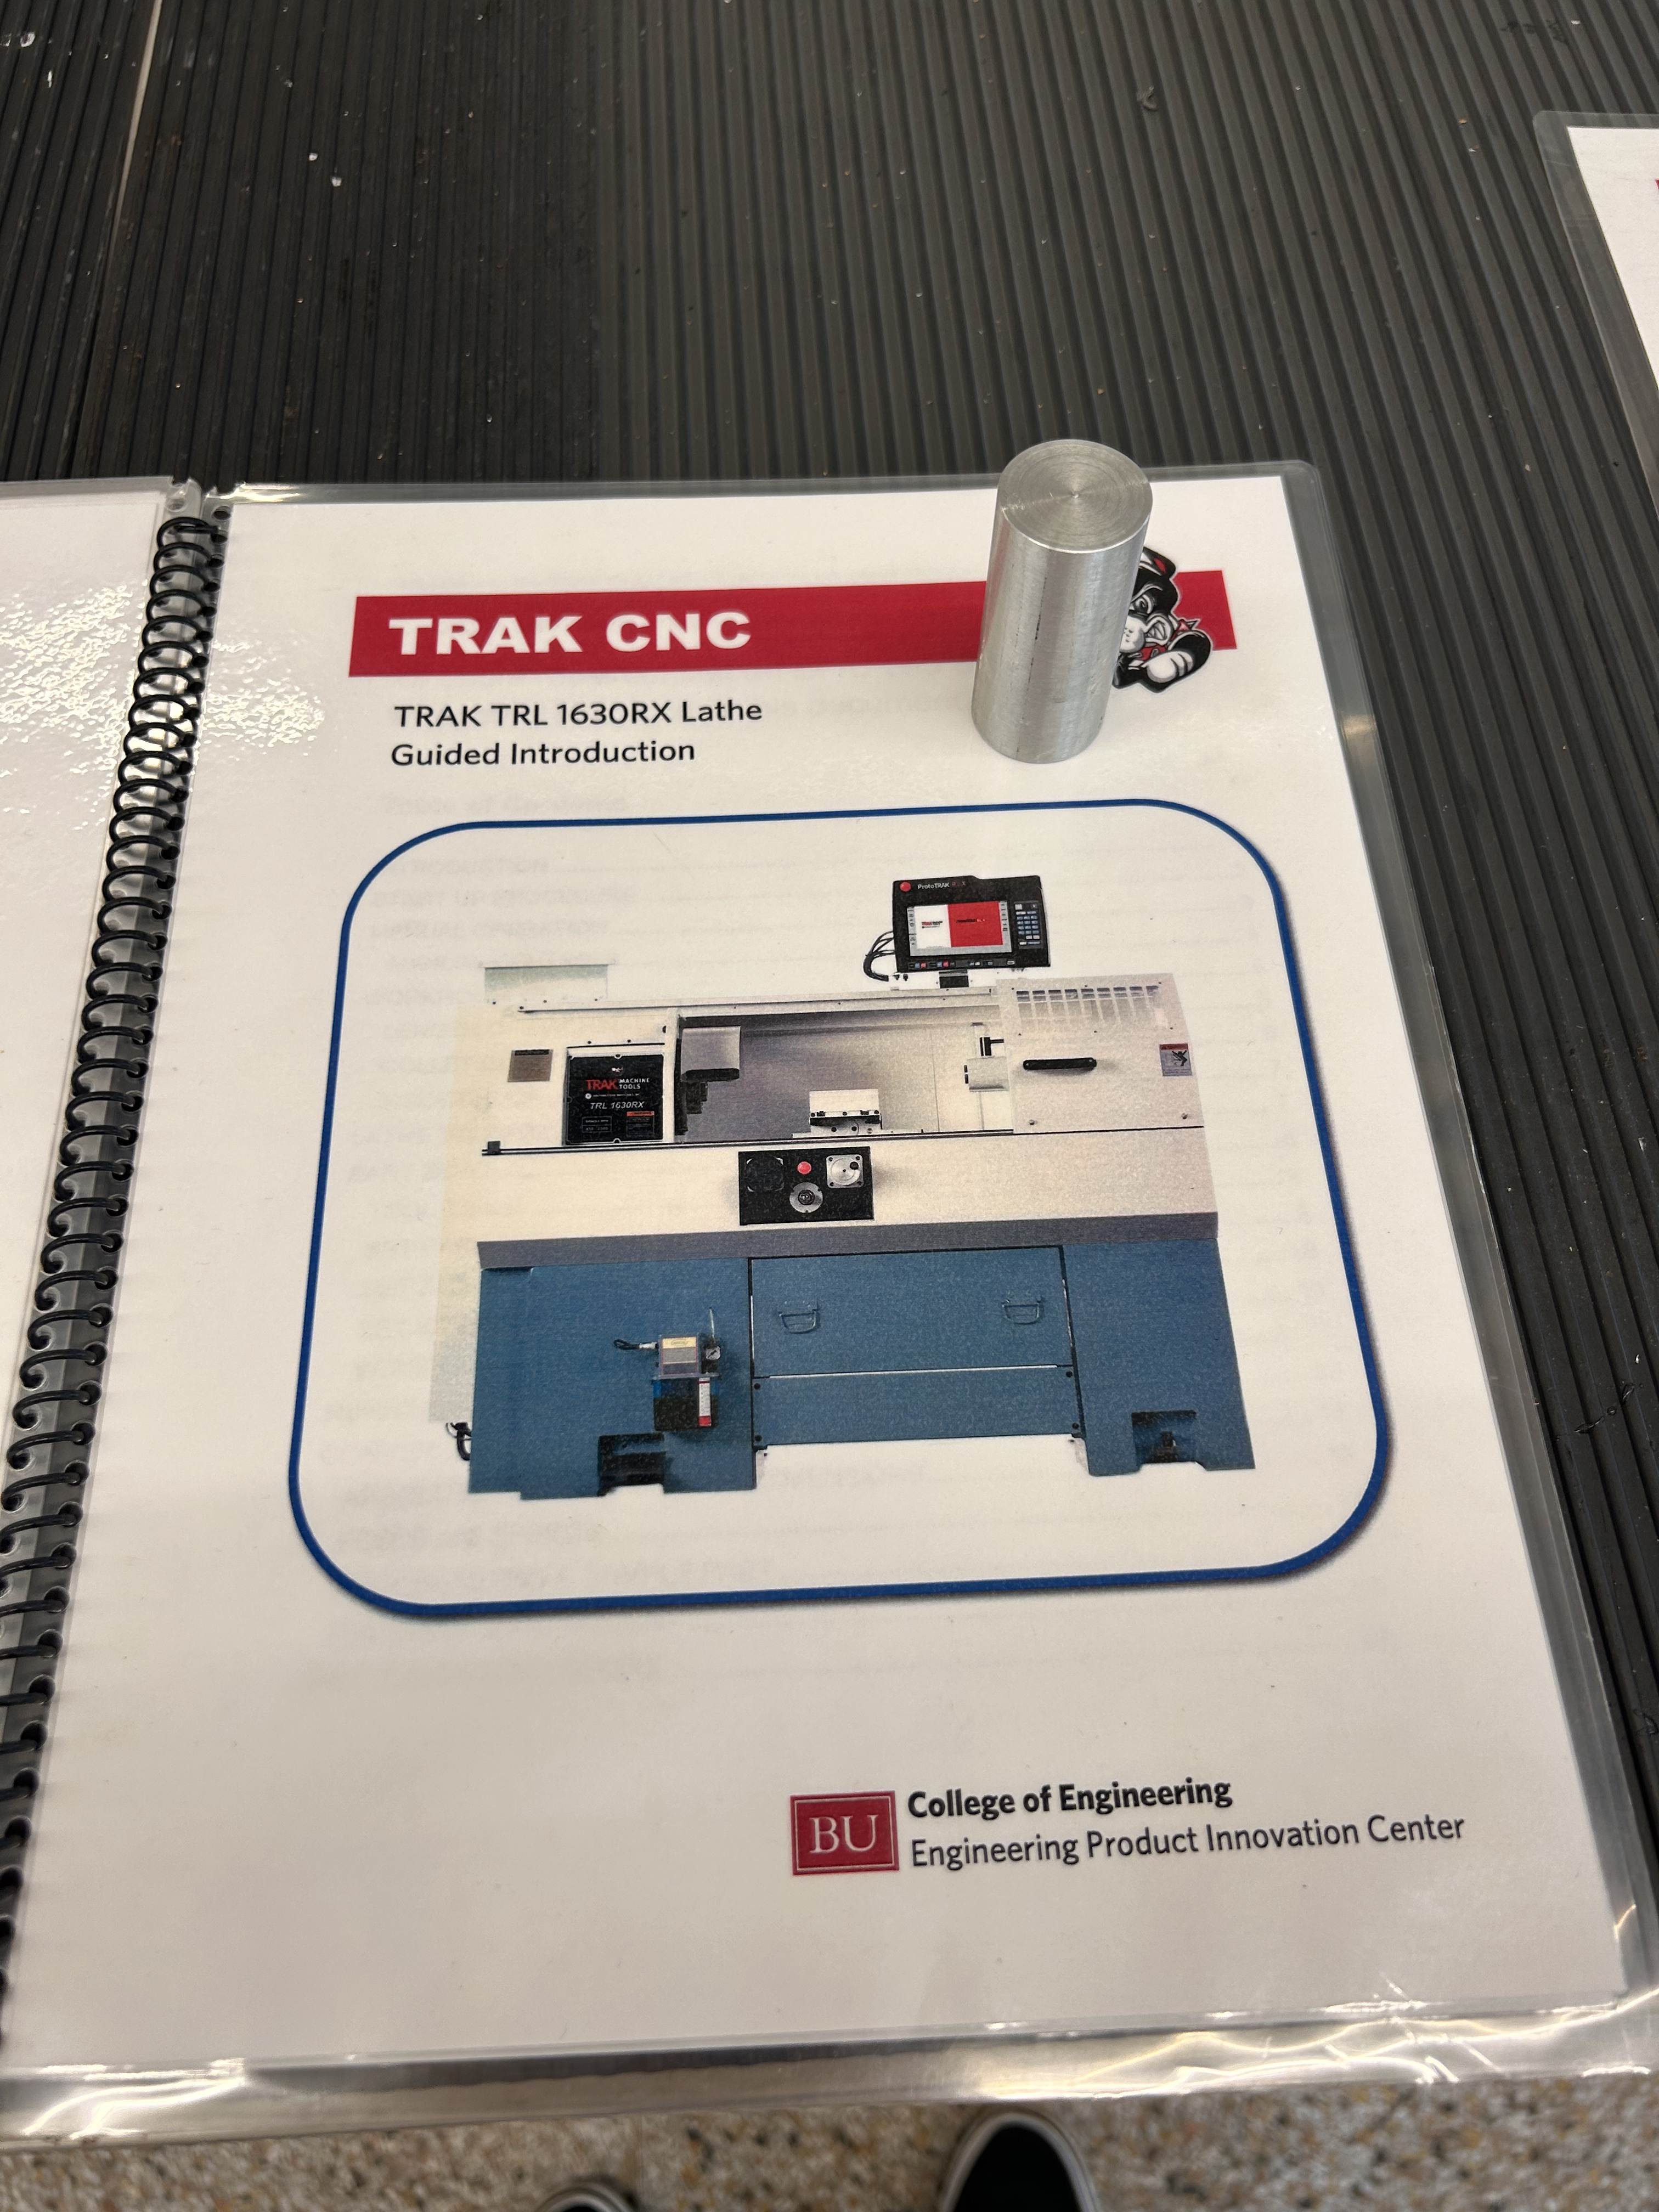 TRAK CNC
TRAK TRL 1630RX Lathe
Guided Introduction
ProtoTRAK
TRAK MACHINE TOOLS
TRL 1630RX
BU
College of Engineering
Engineering Product Innovation Center